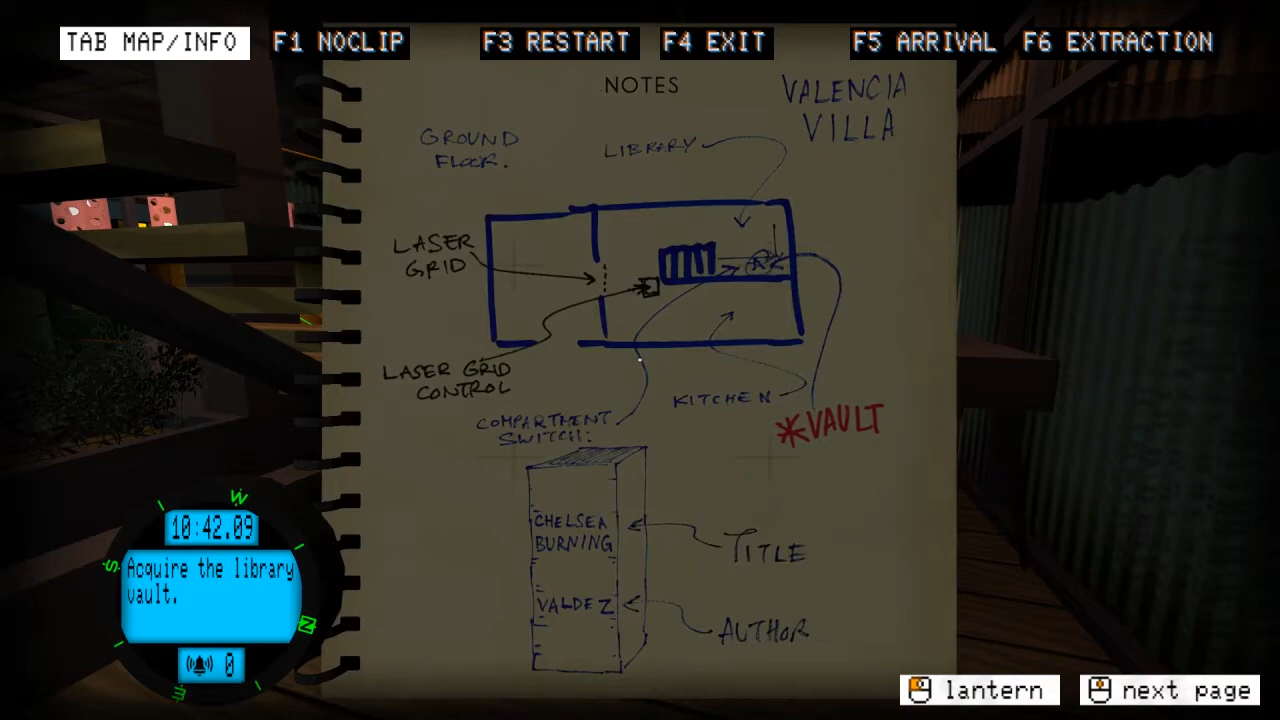 TAB MAP/INFO
F1 NOCLIP
F3 RESTART
F4 EXIT
F5 ARRIVAL
F6 EXTRACTION
NOTES
VALENCIA
VILLA
GROUND
FLOOR.
LIBRARY
LASER
GRID
LASER GRID
CONTROL
COMPARTMENT
SWITCH:
KITCHEN
*VAULT
CHELSEA
BURNING
TITLE
VALDEZ
AUTHOR
W
S
N
E
10:42.09
Acquire the library
vault.
0
lantern
next page